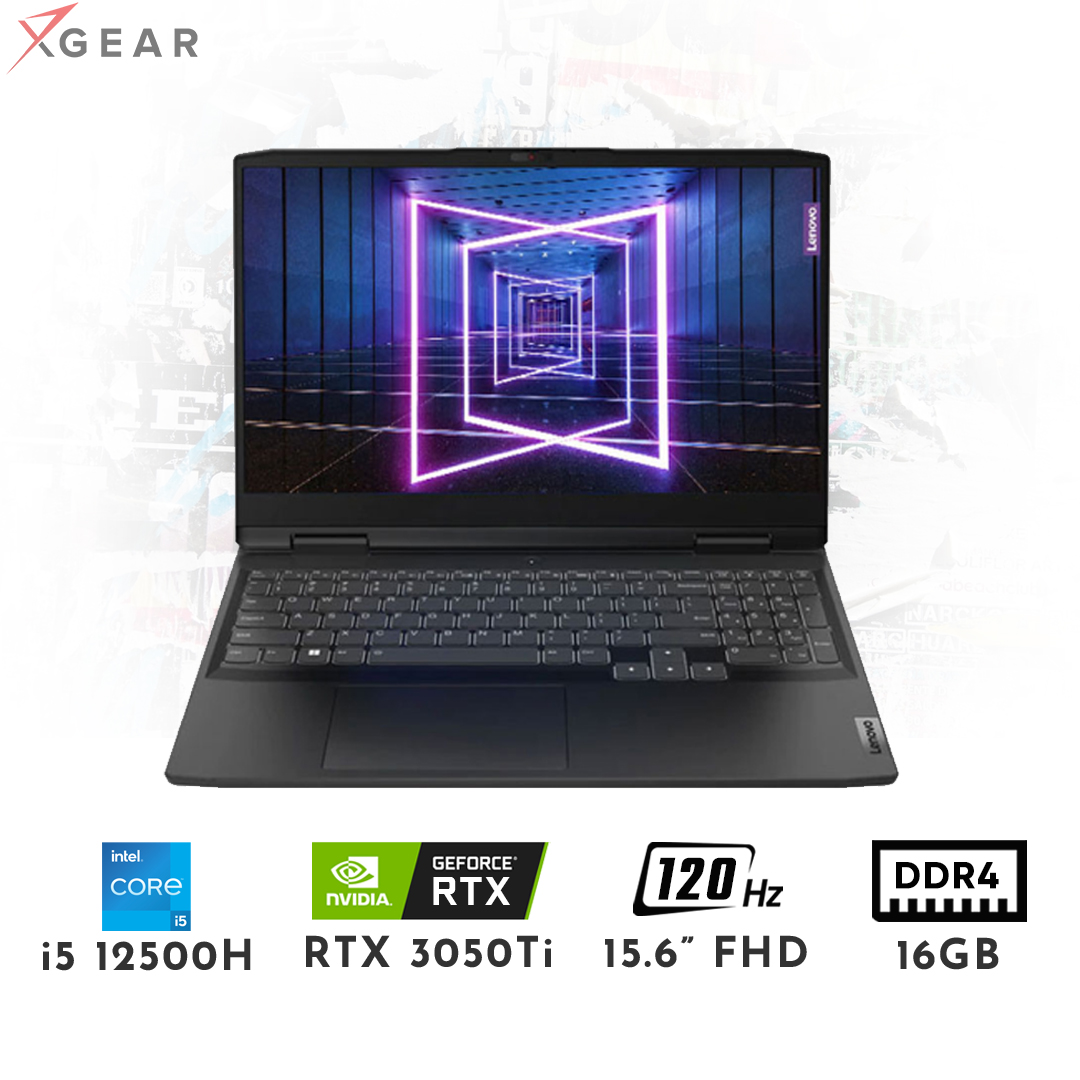 XGEAR
Lenovo
Lenovo
intel.
CORE
i5
NVIDIA.
GEFORCE
RTX
120 Hz
DDR4
i5 12500H
RTX 3050Ti
15.6” FHD
16GB